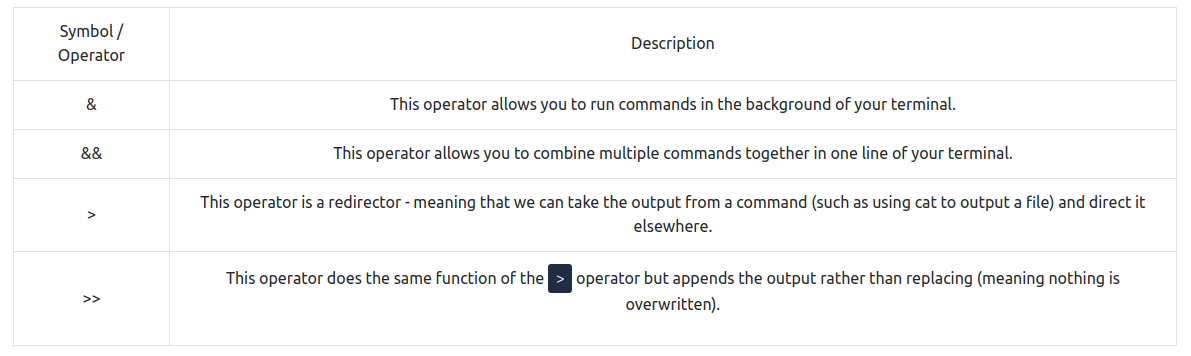 Symbol /
Operator
Description
&
This operator allows you to run commands in the background of your terminal.
&&
This operator allows you to combine multiple commands together in one line of your terminal.
>
This operator is a redirector - meaning that we can take the output from a command (such as using cat to output a file) and direct it
elsewhere.
>>
This operator does the same function of the > operator but appends the output rather than replacing (meaning nothing is
overwritten).